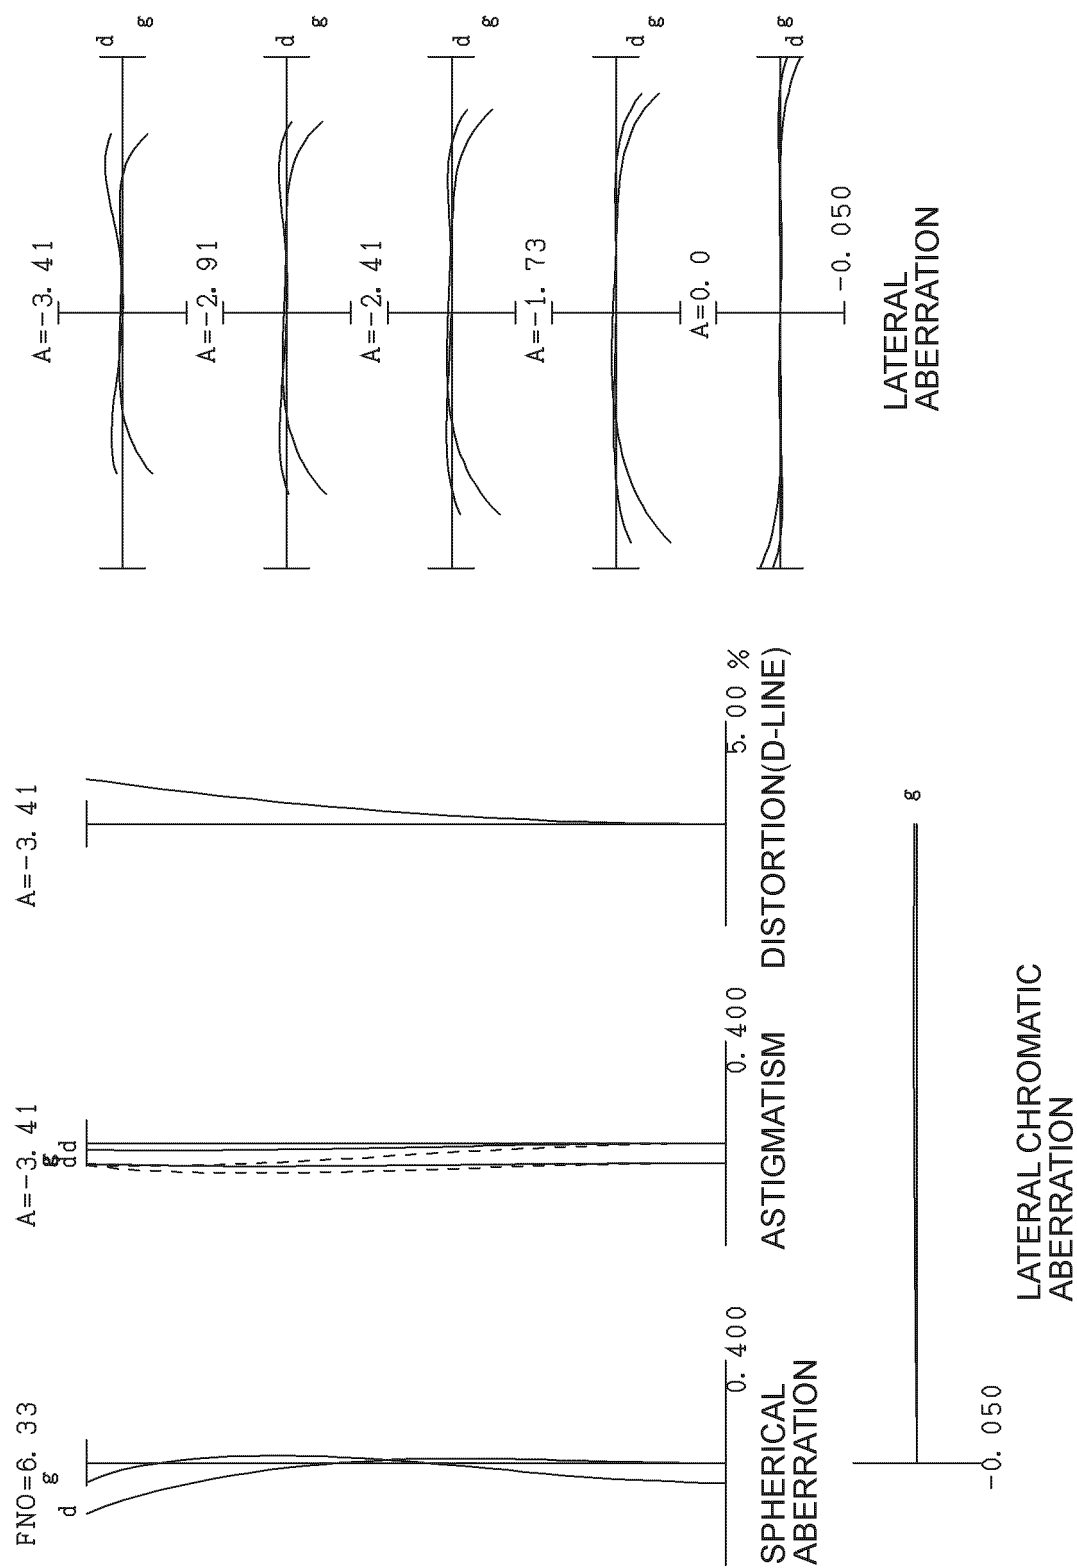 FNO=6. 33
g
d
0. 400
SPHERICAL
ABERRATION
A=-3. 41
g
d
d
0. 400
ASTIGMATISM
A=-3. 41
5. 00 %
DISTORTION(D-LINE)
A=-3. 41
d
g
A=-2. 91
d
g
A=-2. 41
d
g
A=-1. 73
d
g
A=0. 0
d
g
-0. 050
LATERAL
ABERRATION
g
-0. 050
LATERAL CHROMATIC
ABERRATION